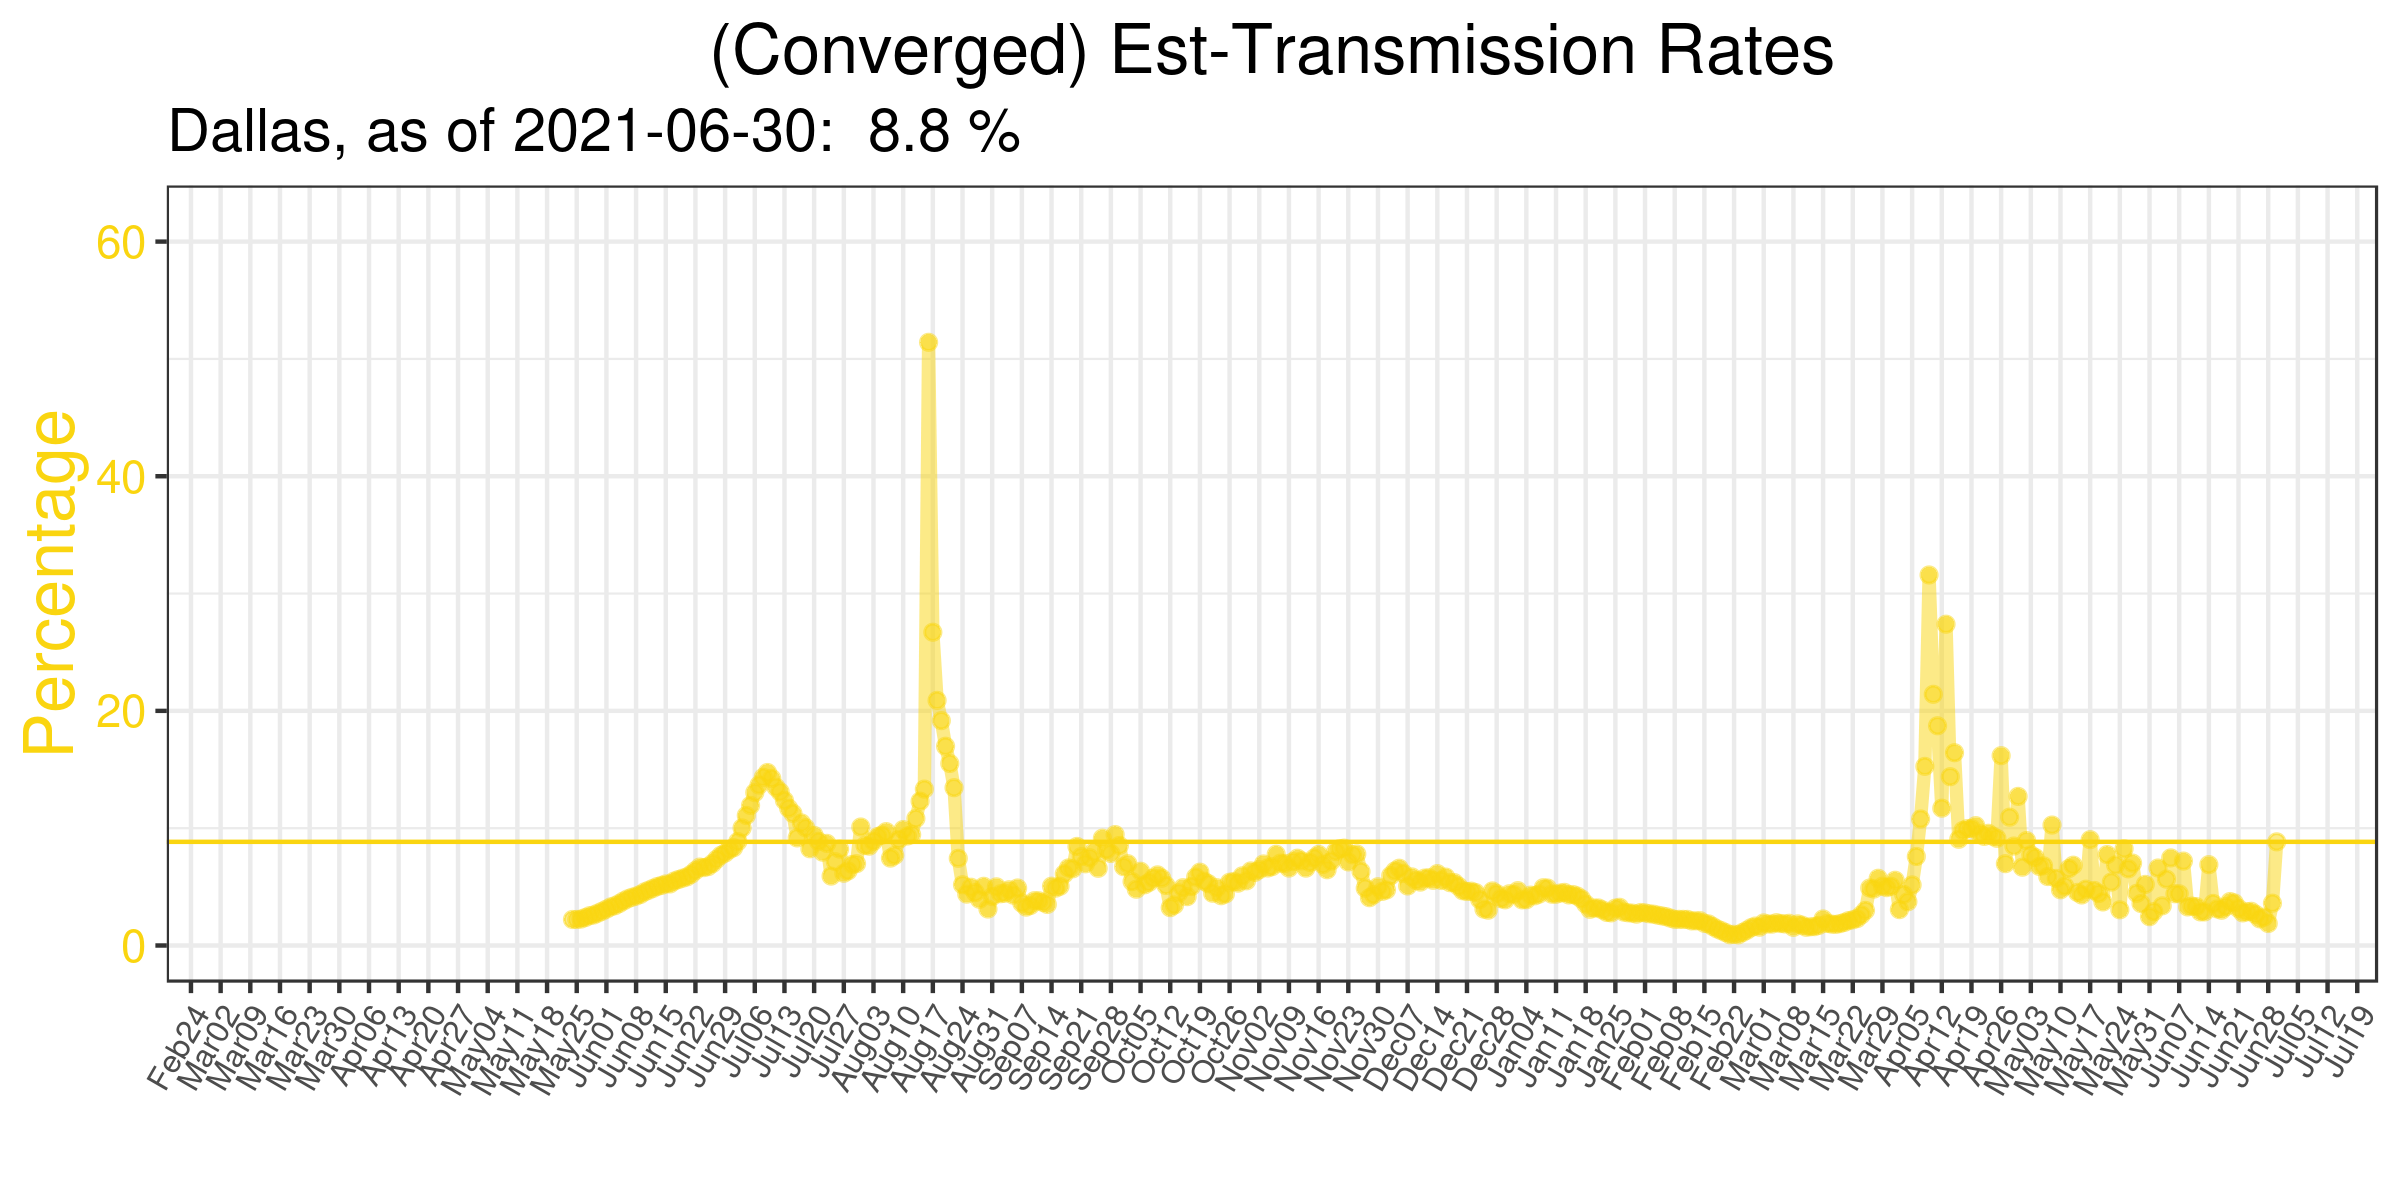 (Converged) Est-Transmission Rates
Dallas, as of 2021-06-30:  8.8 %
Percentage
60
40
20
0
Feb24
Mar02
Mar09
Mar16
Mar23
Mar30
Apr06
Apr13
Apr20
Apr27
May04
May11
May18
May25
Jun01
Jun08
Jun15
Jun22
Jun29
Jul06
Jul13
Jul20
Jul27
Aug03
Aug10
Aug17
Aug24
Aug31
Sep07
Sep14
Sep21
Sep28
Oct05
Oct12
Oct19
Oct26
Nov02
Nov09
Nov16
Nov23
Nov30
Dec07
Dec14
Dec21
Dec28
Jan04
Jan11
Jan18
Jan25
Feb01
Feb08
Feb15
Feb22
Mar01
Mar08
Mar15
Mar22
Mar29
Apr05
Apr12
Apr19
Apr26
May03
May10
May17
May24
May31
Jun07
Jun14
Jun21
Jun28
Jul05
Jul12
Jul19